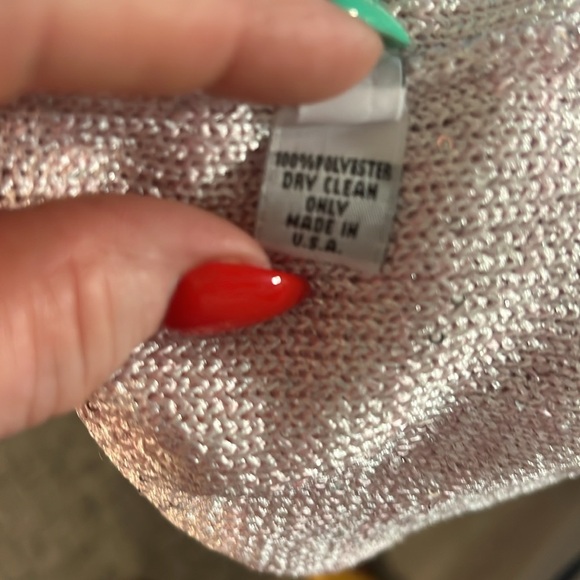 100%POLYESTER
DRY CLEAN
ONLY
MADE IN
U.S.A.